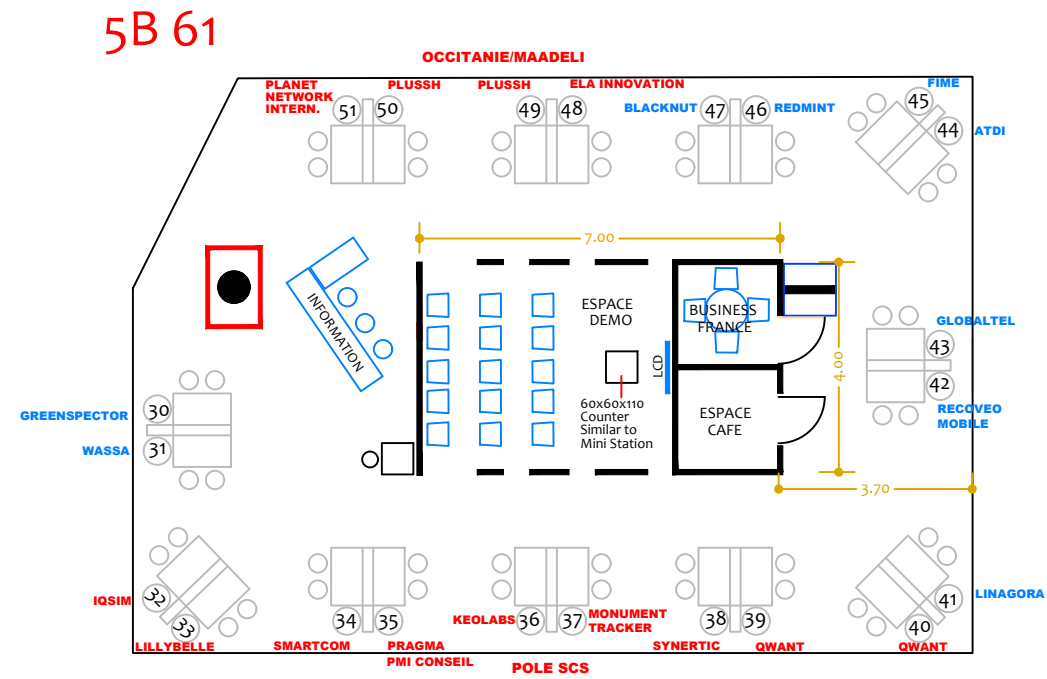 5B 61
OCCITANIE/MAADELI
PLANET
NETWORK
INTERN.
PLUSSH
PLUSSH
ELA INNOVATION
BLACKNUT
REDMINT
FIME
ATDI
51
50
49
48
47
46
45
44
7.00
INFORMATION
ESPACE
DEMO
BUSINESS
FRANCE
LCD
60x60x110
Counter
Similar to
Mini Station
ESPACE
CAFE
4.00
3.70
GLOBALTEL
43
42
RECOVEO
MOBILE
GREENSPECTOR
30
WASSA
31
IQSIM
32
33
LILLYBELLE
34
35
SMARTCOM
PRAGMA
PMI CONSEIL
KEOLABS
36
37
MONUMENT
TRACKER
POLE SCS
38
39
SYNERTIC
QWANT
41
LINAGORA
40
QWANT